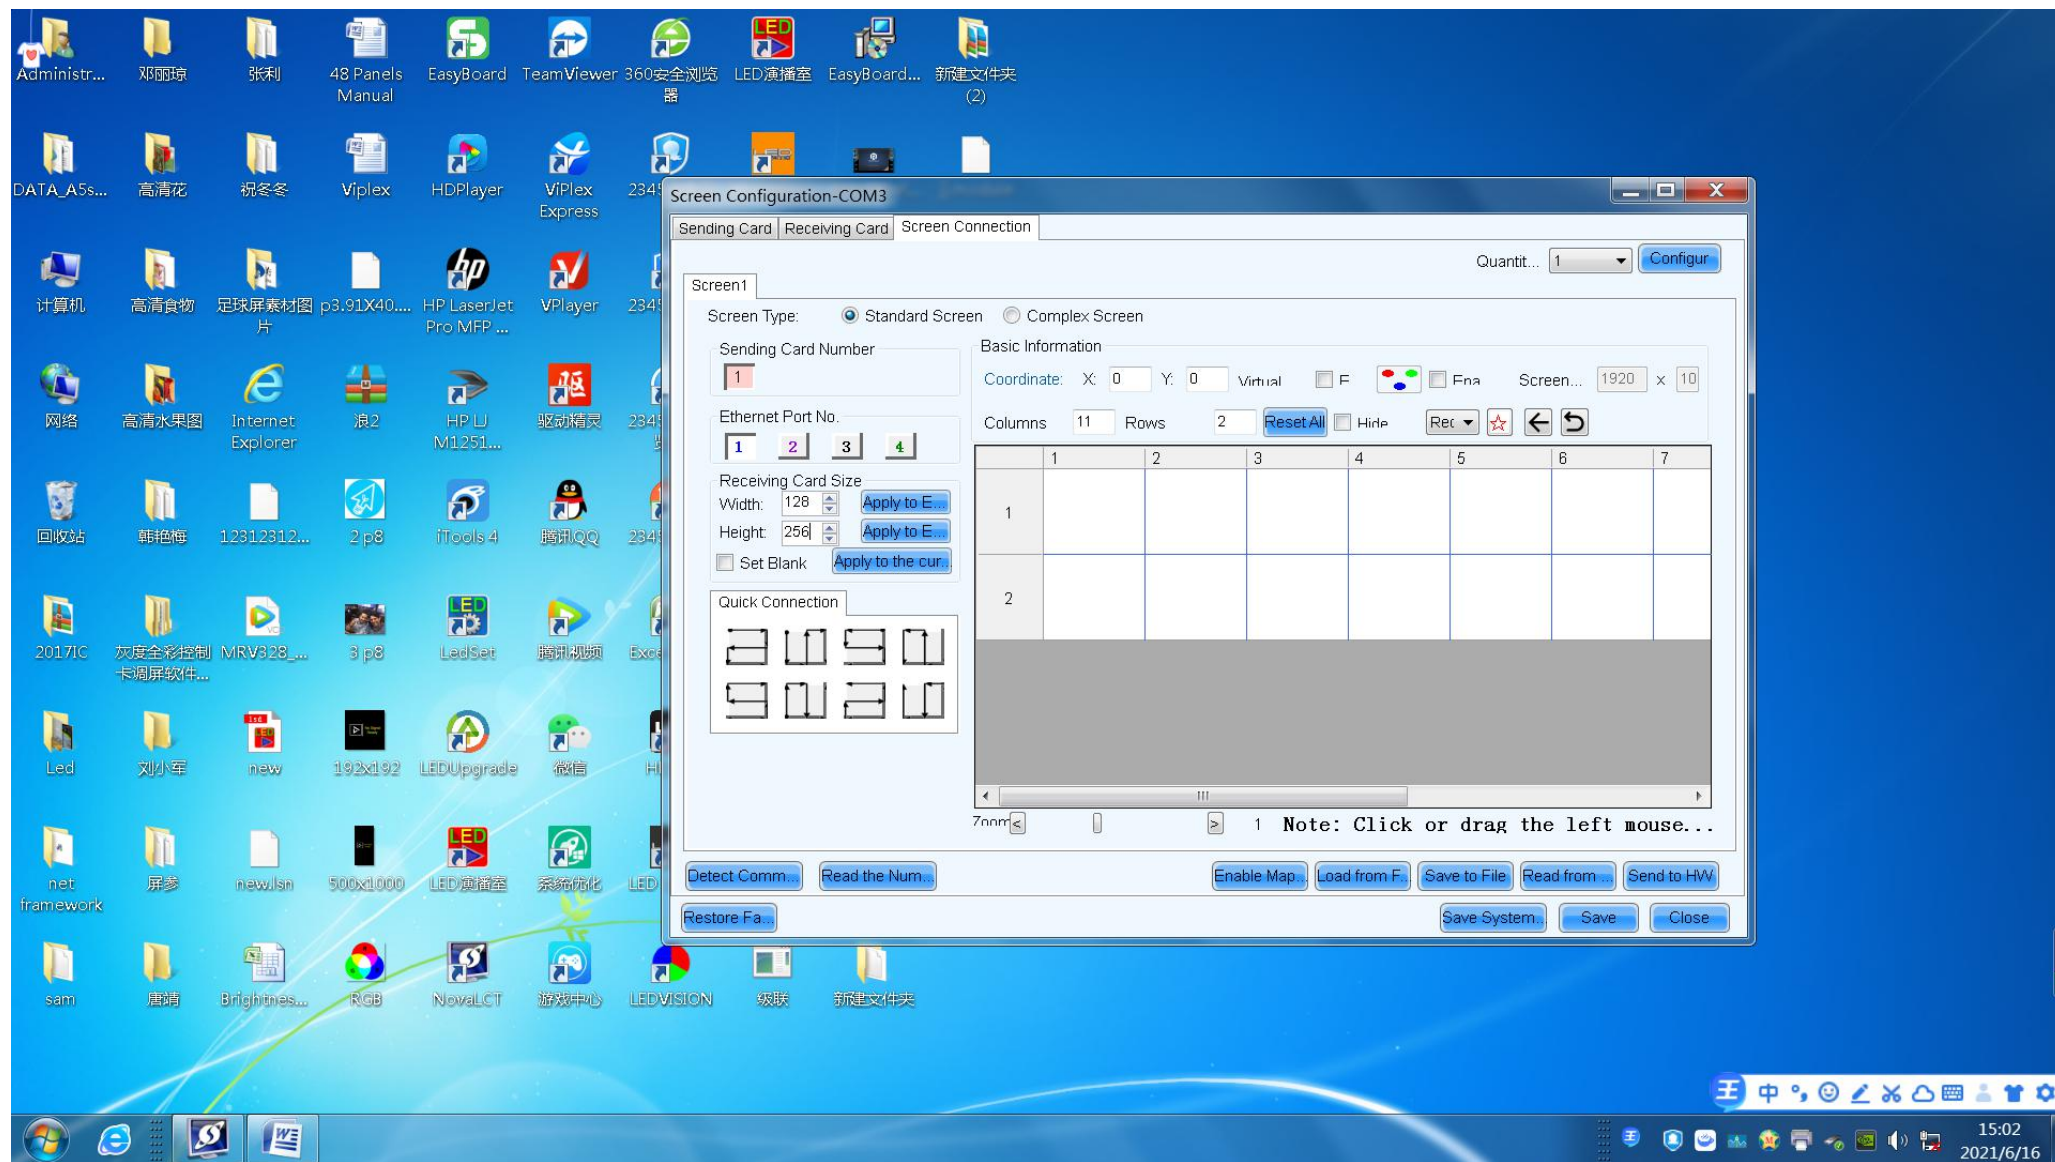 Administr...
邓丽琼
张利
48 Panels
Manual
EasyBoard
TeamViewer
360安全浏览
器
LED演播室
EasyBoard...
新建文件夹
(2)
DATA_A5s...
高清花
祝冬冬
Viplex
HDPlayer
ViPlex
Express
2345
计算机
高清食物
足球屏素材图
片
p3.91X40....
HP LaserJet
Pro MFP ...
VPlayer
2345
网络
高清水果图
Internet
Explorer
浪2
HP LJ
M1251...
驱动精灵
2345
回收站
韩艳梅
12312312...
2 p8
iTools 4
腾讯QQ
2345
2017IC
灰度全彩控制
卡调屏软件...
MRV328_...
3 p8
LedSet
腾讯视频
Exce
Led
刘小军
new
192x192
LEDUpgrade
微信
net
framework
屏参
new.lsn
500x1000
LED演播室
系统优化
LED
sam
唐靖
Brightnes...
RGB
NovaLCT
游戏中心
LEDVISION
级联
新建文件夹
Screen Configuration-COM3
Sending Card
Receiving Card
Screen Connection
Quantit...
1
Configur
Screen1
Screen Type:
Standard Screen
Complex Screen
Sending Card Number
1
Ethernet Port No.
1 2 3 4
Receiving Card Size
Width: 128 Apply to E...
Height: 256 Apply to E...
Set Blank Apply to the cur...
Quick Connection
Basic Information
Coordinate: X: 0 Y: 0 Virtual F Ena Screen... 1920 x 10
Columns 11 Rows 2 Reset All Hide Rec
1 2 3 4 5 6 7
1
2
Zoom < > 1 Note: Click or drag the left mouse...
Detect Comm... Read the Num... Enable Map... Load from F... Save to File Read from ... Send to HW
Restore Fa... Save System... Save Close
王 中
15:02
2021/6/16